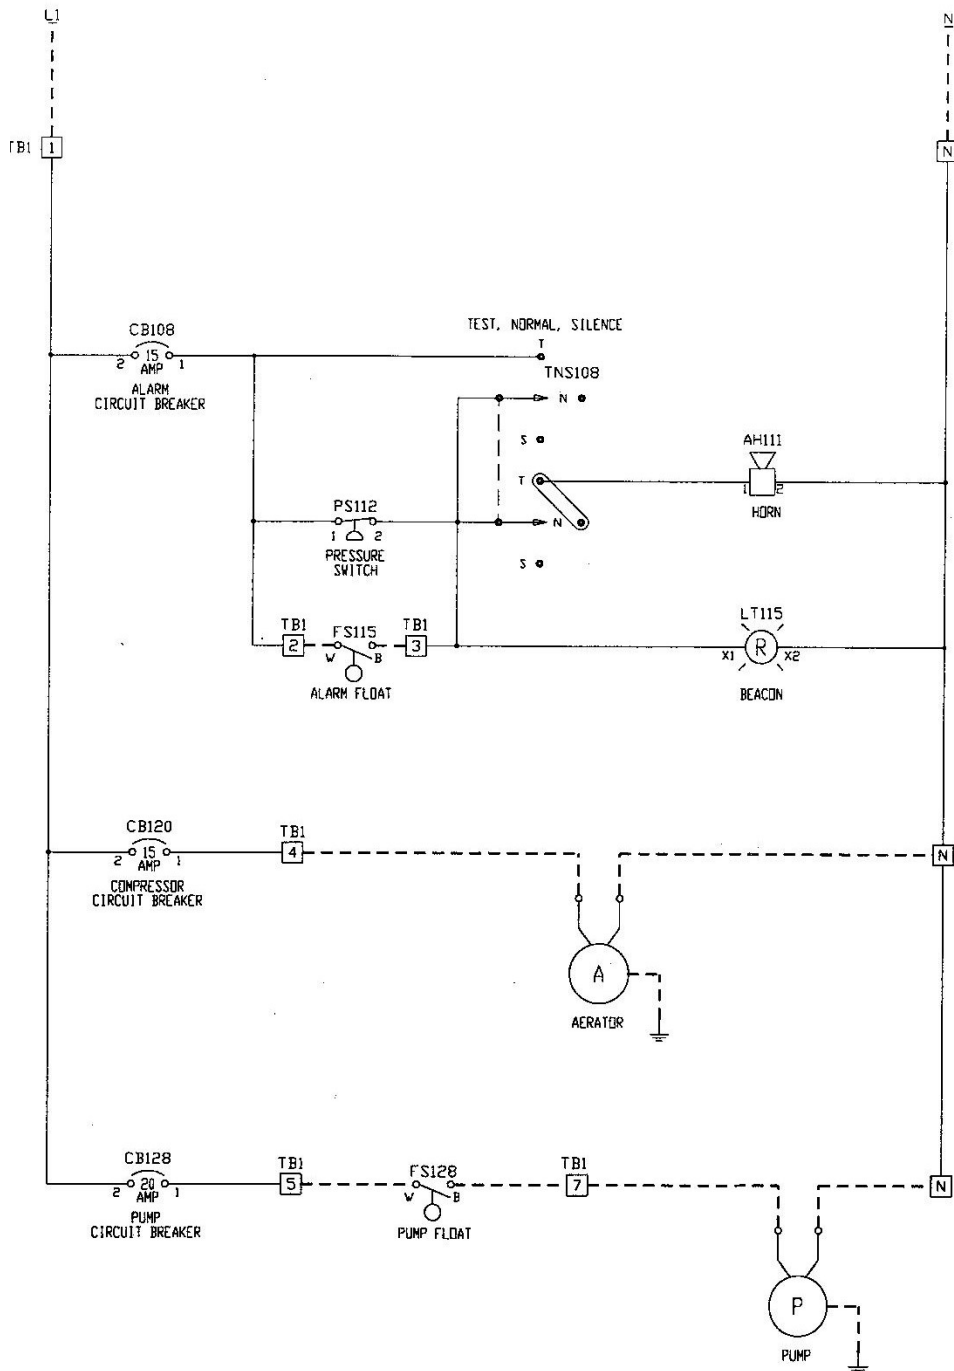 L1
N
TB1 1
N
CB108
2 15 1
AMP
ALARM
CIRCUIT BREAKER
TEST, NORMAL, SILENCE
T
TNS108
N
S
T
AH111
1 2
HORN
PS112
1 2
PRESSURE
SWITCH
N
S
TB1
2
FS115
W B
ALARM FLOAT
TB1
3
LT115
X1 R X2
BEACON
CB120
2 15 1
AMP
COMPRESSOR
CIRCUIT BREAKER
TB1
4
N
A
AERATOR
CB128
2 20 1
AMP
PUMP
CIRCUIT BREAKER
TB1
5
FS128
W B
PUMP FLOAT
TB1
7
N
P
PUMP